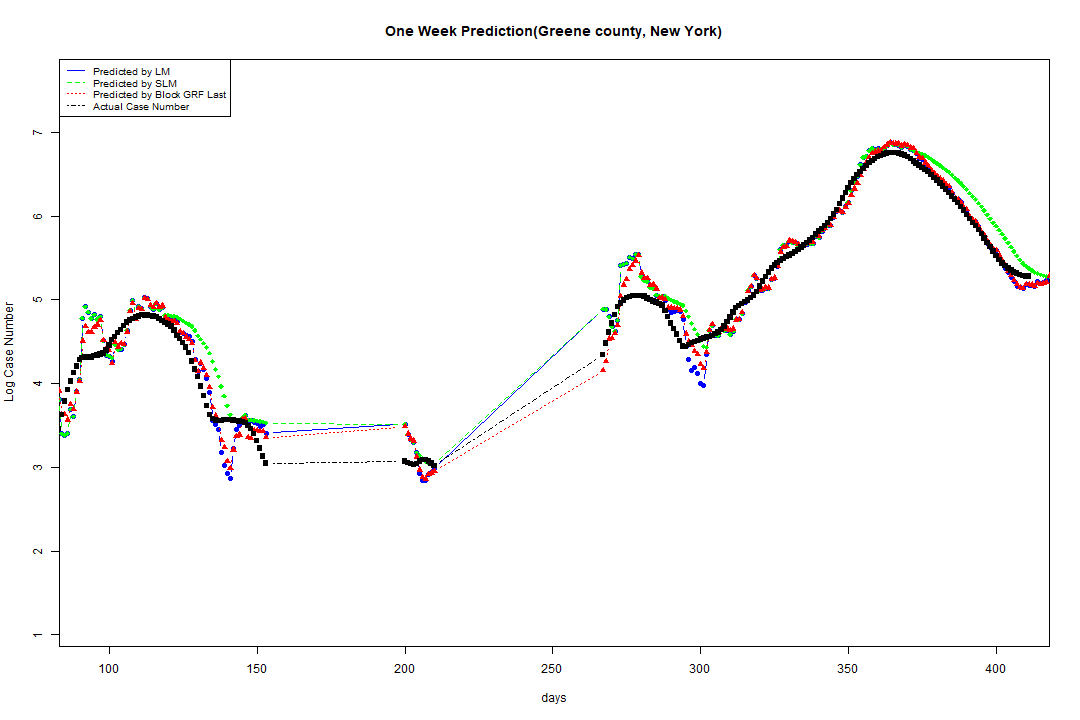 One Week Prediction(Greene county, New York)
Predicted by LM
Predicted by SLM
Predicted by Block GRF Last
Actual Case Number
7
6
5
4
3
2
1
Log Case Number
100 150 200 250 300 350 400
days